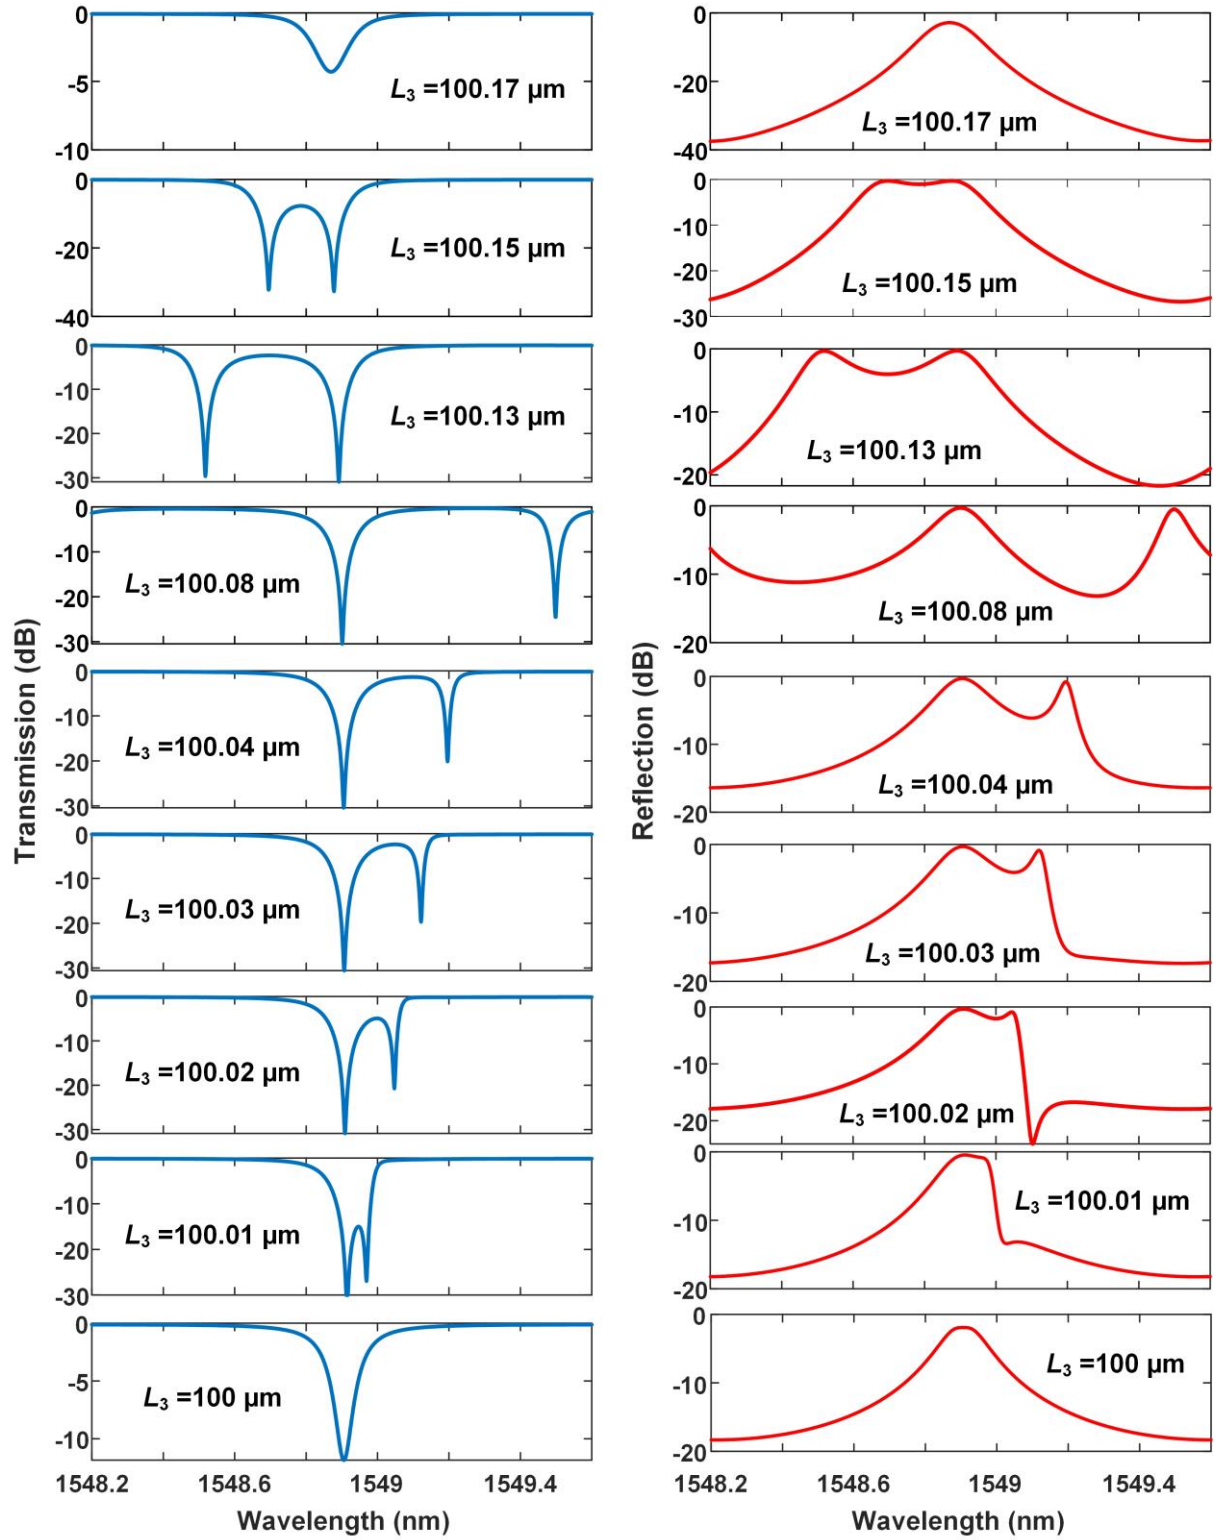 0
-5
-10
L3 =100.17 µm
0
-20
-40
L3 =100.15 µm
0
-10
-20
-30
L3 =100.13 µm
0
-10
-20
-30
L3 =100.08 µm
0
-10
-20
-30
L3 =100.04 µm
0
-10
-20
-30
L3 =100.03 µm
0
-10
-20
-30
L3 =100.02 µm
0
-10
-20
-30
L3 =100.01 µm
0
-5
-10
L3 =100 µm
1548.2 1548.6 1549 1549.4
Wavelength (nm)
Transmission (dB)
0
-20
-40
L3 =100.17 µm
0
-10
-20
-30
L3 =100.15 µm
0
-10
-20
L3 =100.13 µm
0
-10
-20
L3 =100.08 µm
0
-10
-20
L3 =100.04 µm
0
-10
-20
L3 =100.03 µm
0
-10
-20
L3 =100.02 µm
0
-10
-20
L3 =100.01 µm
0
-10
-20
L3 =100 µm
1548.2 1548.6 1549 1549.4
Wavelength (nm)
Reflection (dB)